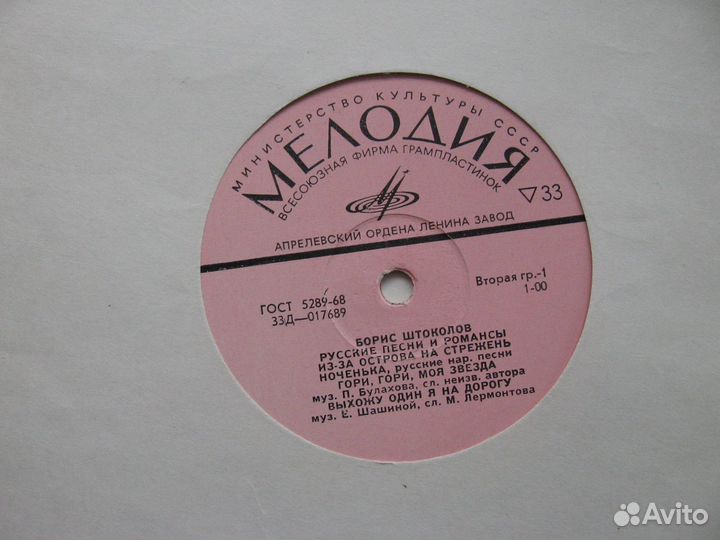 МИНИСТЕРСТВО КУЛЬТУРЫ СССР
МЕЛОДИЯ
ВСЕСОЮЗНАЯ ФИРМА ГРАМПЛАСТИНОК
▽33
АПРЕЛЕВСКИЙ ОРДЕНА ЛЕНИНА ЗАВОД
ГОСТ 5289-68
33Д—017689
Вторая гр.-1
1-00
БОРИС ШТОКОЛОВ
РУССКИЕ ПЕСНИ И РОМАНСЫ
ИЗ-ЗА ОСТРОВА НА СТРЕЖЕНЬ
НОЧЕНЬКА, русские нар. песни
ГОРИ, ГОРИ, МОЯ ЗВЕЗДА
муз. П. Булахова, сл. неизв. автора
ВЫХОЖУ ОДИН Я НА ДОРОГУ
муз. Е. Шашиной, сл. М. Лермонтова
Avito